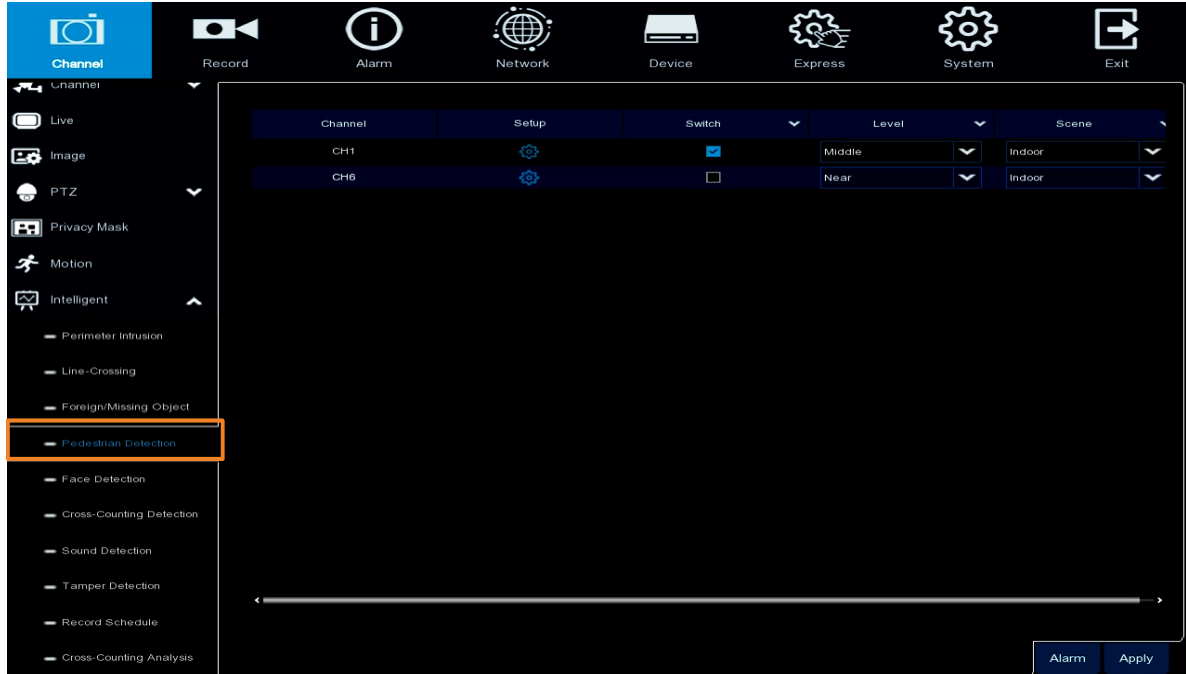 Channel Record Alarm Network Device Express System Exit
Channel
Live
Image
PTZ
Privacy Mask
Motion
Intelligent
Perimeter Intrusion
Line-Crossing
Foreign/Missing Object
Pedestrian Detection
Face Detection
Cross-Counting Detection
Sound Detection
Tamper Detection
Record Schedule
Cross-Counting Analysis
Channel Setup Switch Level Scene
CH1 Middle Indoor
CH6 Near Indoor
Alarm Apply